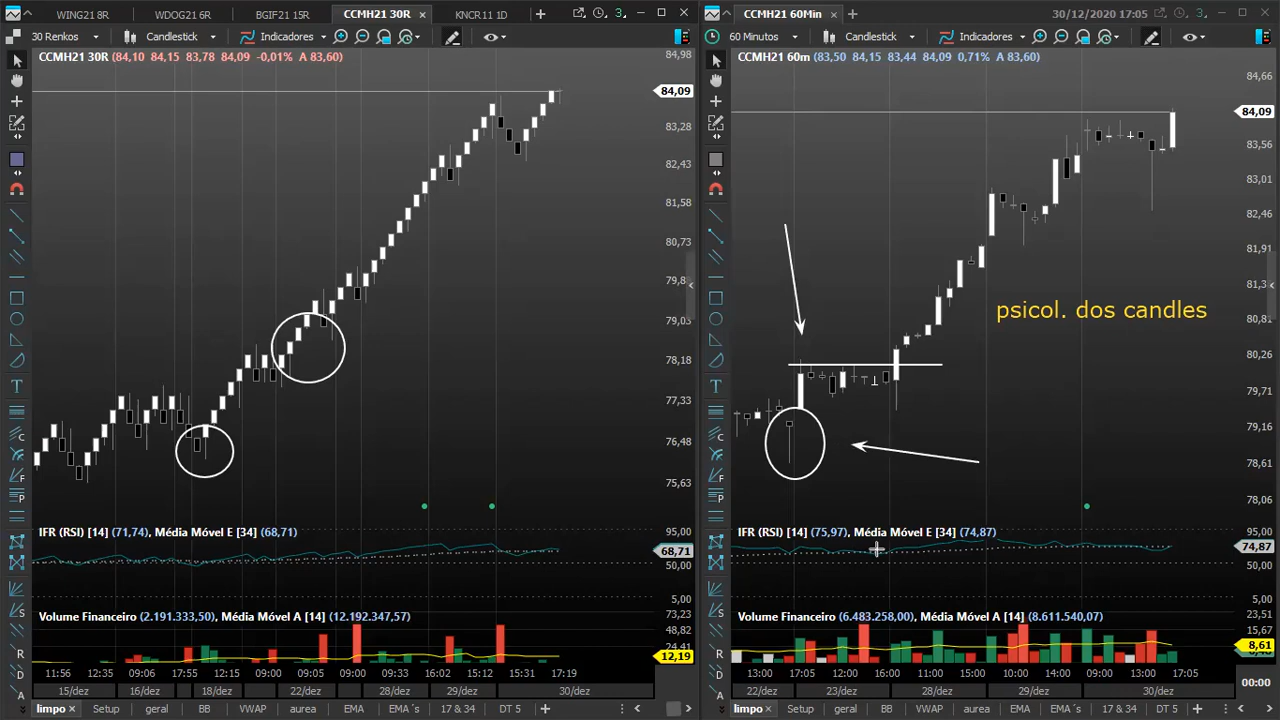 WING21 8R
WDOG21 6R
BGIF21 15R
CCMH21 30R
KNCR11 1D
3
30 Renkos
Candlestick
Indicadores
CCMH21 30R (84,10 84,15 83,78 84,09 -0,01% A 83,60)
84,98
84,09
83,28
82,43
81,58
80,73
79,03
78,18
77,33
76,48
75,63
IFR (RSI) [14] (71,74), Média Móvel E [34] (68,71)
95,00
68,71
50,00
5,00
Volume Financeiro (2.191.333,50), Média Móvel A [14] (12.192.347,57)
73,23
48,82
24,41
12,19
11:56 12:35 09:00 17:55 09:00 09:05 09:00 16:02 15:31 17:19
15/dez 16/dez 18/dez 22/dez 28/dez 29/dez 30/dez
limpo Setup geral BB VWAP aurea EMA EMA´s 17 & 34 DT 5
CCMH21 60Min
30/12/2020 17:05
3
60 Minutos
Candlestick
Indicadores
CCMH21 60m (83,50 84,15 83,44 84,09 0,71% A 83,60)
84,66
84,09
83,56
83,01
82,46
81,91
81,3
80,81
80,26
79,71
79,16
78,61
78,06
psicol. dos candles
IFR (RSI) [14] (75,97), Média Móvel E [34] (74,87)
95,00
74,87
50,00
5,00
Volume Financeiro (6.483.258,00), Média Móvel A [14] (8.611.540,07)
23,51
8,61
13:00 17:05 12:00 16:00 11:00 09:00 10:00 14:00 09:00 13:00 17:05
00:00
22/dez 23/dez 28/dez 29/dez 30/dez
limpo Setup geral BB VWAP aurea EMA EMA´s 17 & 34 DT 5